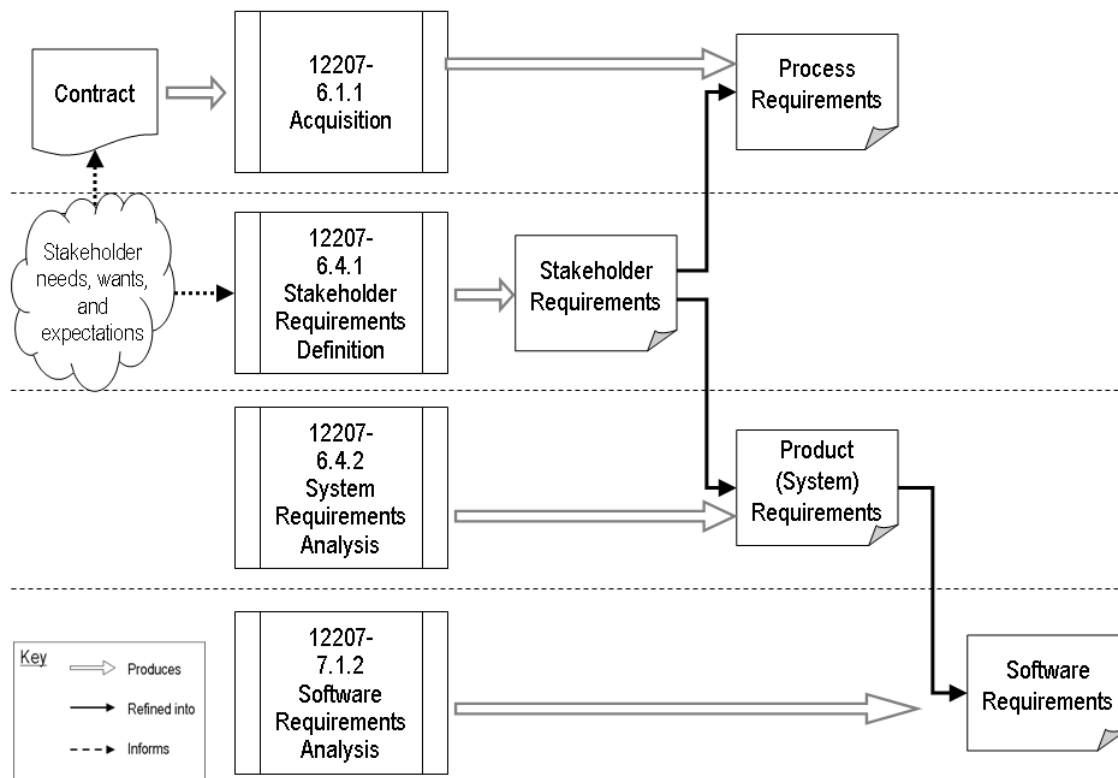 Contract
12207-
6.1.1
Acquisition
Process
Requirements
Stakeholder
needs, wants,
and
expectations
12207-
6.4.1
Stakeholder
Requirements
Definition
Stakeholder
Requirements
12207-
6.4.2
System
Requirements
Analysis
Product
(System)
Requirements
Key
Produces
Refined into
Informs
12207-
7.1.2
Software
Requirements
Analysis
Software
Requirements